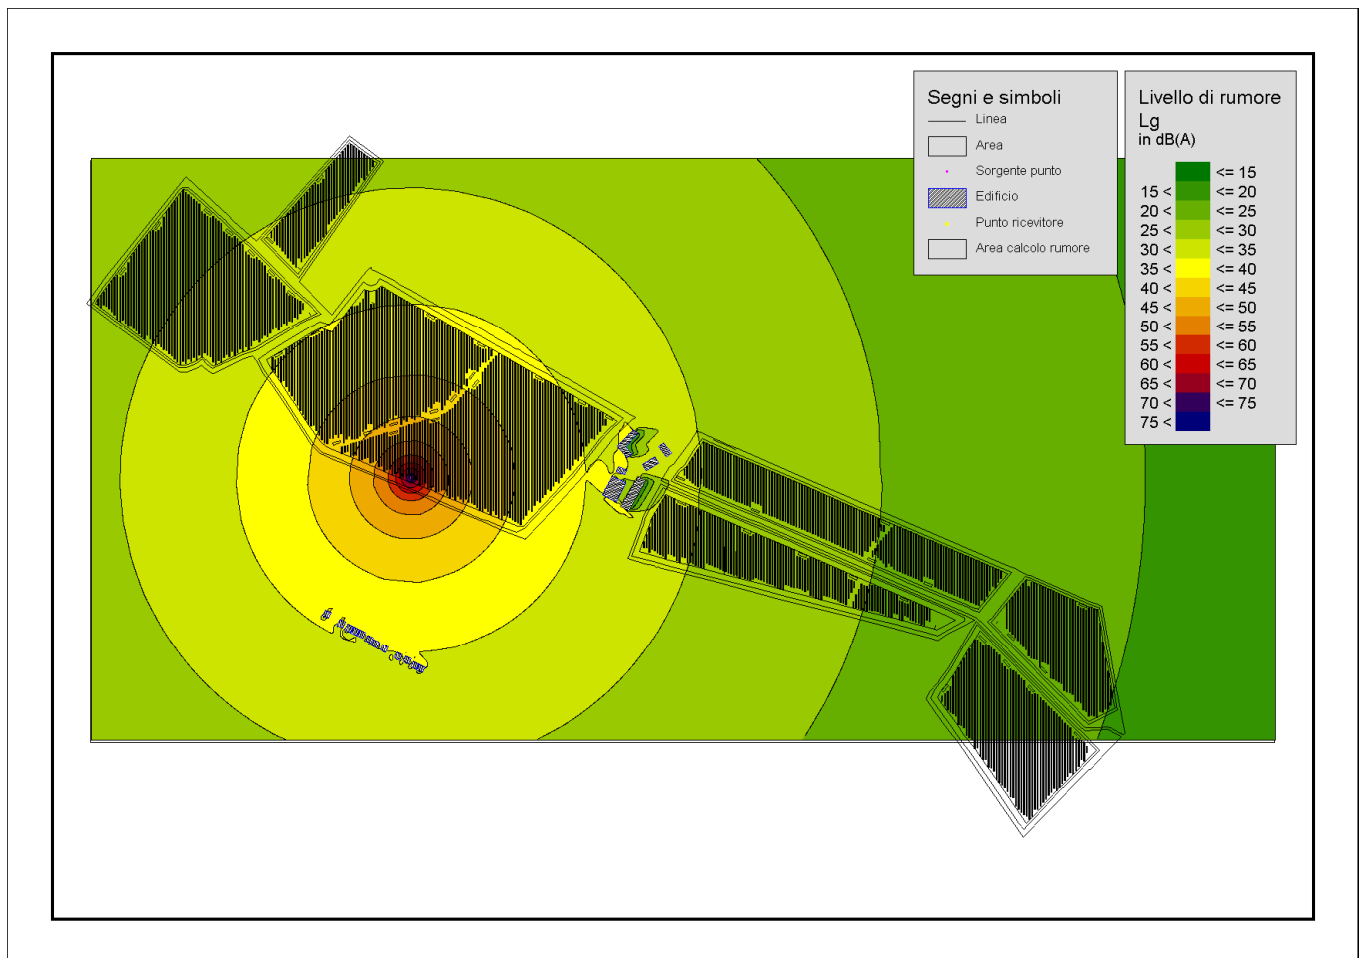 Segni e simboli
Linea
Area
Sorgente punto
Edificio
Punto ricevitore
Area calcolo rumore
Livello di rumore
Lg
in dB(A)
<= 15
15 < <= 20
20 < <= 25
25 < <= 30
30 < <= 35
35 < <= 40
40 < <= 45
45 < <= 50
50 < <= 55
55 < <= 60
60 < <= 65
65 < <= 70
70 < <= 75
75 <